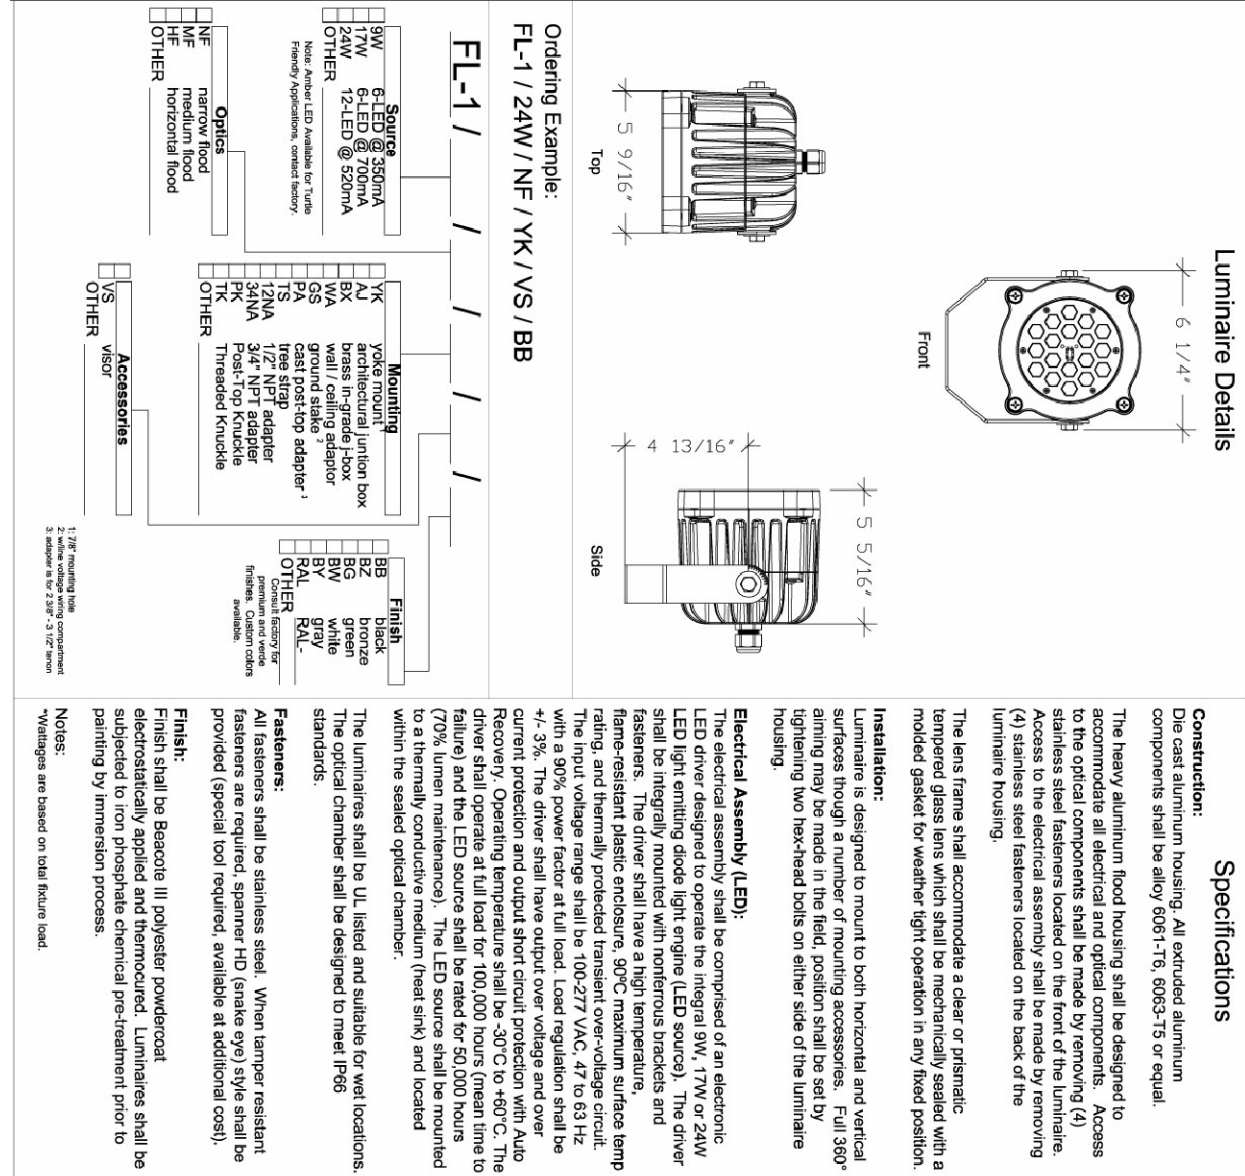 Luminaire Details
6 1/4"
Front
5 9/16"
Top
5 5/16"
4 13/16"
Side
Ordering Example:
FL-1 / 24W / NF / YK / VS / BB
FL-1 / / / / /
Source
9W 6-LED @ 350mA
17W 6-LED @ 700mA
24W 12-LED @ 520mA
OTHER
Note: Amber LED Available for Turtle
Friendly Applications, contact factory.
Optics
NF narrow flood
MF medium flood
HF horizontal flood
OTHER
Mounting
YK yoke mount 1
AJ architectural juntion box
BX brass in-grade j-box
WA wall / ceiling adaptor
GS ground stake 2
PA cast post-top adapter 3
TS tree strap
12NA 1/2" NPT adapter
34NA 3/4" NPT adapter
PK Post-Top Knuckle
TK Threaded Knuckle
OTHER
Accessories
VS visor
OTHER
Finish
BB black
BZ bronze
BG green
BW white
BY gray
RAL RAL-
OTHER
Consult factory for
premium and verde
finishes. Custom colors
available.
1: 7/8" mounting hole
2: w/line voltage wiring compartment
3: adapter is for 2 3/8" - 3 1/2" tenon
Specifications
Construction:
Die cast aluminum housing. All extruded aluminum
components shall be alloy 6061-T6, 6063-T5 or equal.
The heavy aluminum flood housing shall be designed to
accommodate all electrical and optical components. Access
to the optical components shall be made by removing (4)
stainless steel fasteners located on the front of the luminaire.
Access to the electrical assembly shall be made by removing
(4) stainless steel fasteners located on the back of the
luminaire housing.
The lens frame shall accommodate a clear or prismatic
tempered glass lens which shall be mechanically sealed with a
molded gasket for weather tight operation in any fixed position.
Installation:
Luminaire is designed to mount to both horizontal and vertical
surfaces though a number of mounting accessories. Full 360°
aiming may be made in the field, position shall be set by
tightening two hex-head bolts on either side of the luminaire
housing.
Electrical Assembly (LED):
The electrical assembly shall be comprised of an electronic
LED driver designed to operate the integral 9W, 17W or 24W
LED light emitting diode light engine (LED source). The driver
shall be integrally mounted with nonferrous brackets and
fasteners. The driver shall have a high temperature,
flame-resistant plastic enclosure, 90°C maximum surface temp
rating, and thermally protected transient over-voltage circuit.
The input voltage range shall be 100-277 VAC, 47 to 63 Hz
with a 90% power factor at full load. Load regulation shall be
+/- 3%. The driver shall have output over voltage and over
current protection and output short circuit protection with Auto
Recovery. Operating temperature shall be -30°C to +60°C. The
driver shall operate at full load for 100,000 hours (mean time to
failure) and the LED source shall be rated for 50,000 hours
(70% lumen maintenance). The LED source shall be mounted
to a thermally conductive medium (heat sink) and located
within the sealed optical chamber.
The luminaires shall be UL listed and suitable for wet locations.
The optical chamber shall be designed to meet IP66
standards.
Fasteners:
All fasteners shall be stainless steel. When tamper resistant
fasteners are required, spanner HD (snake eye) style shall be
provided (special tool required, available at additional cost).
Finish:
Finish shall be Beacote III polyester powdercoat
electrostatically applied and thermocured. Luminaires shall be
subjected to iron phosphate chemical pre-treatment prior to
painting by immersion process.
Notes:
*Wattages are based on total fixture load.